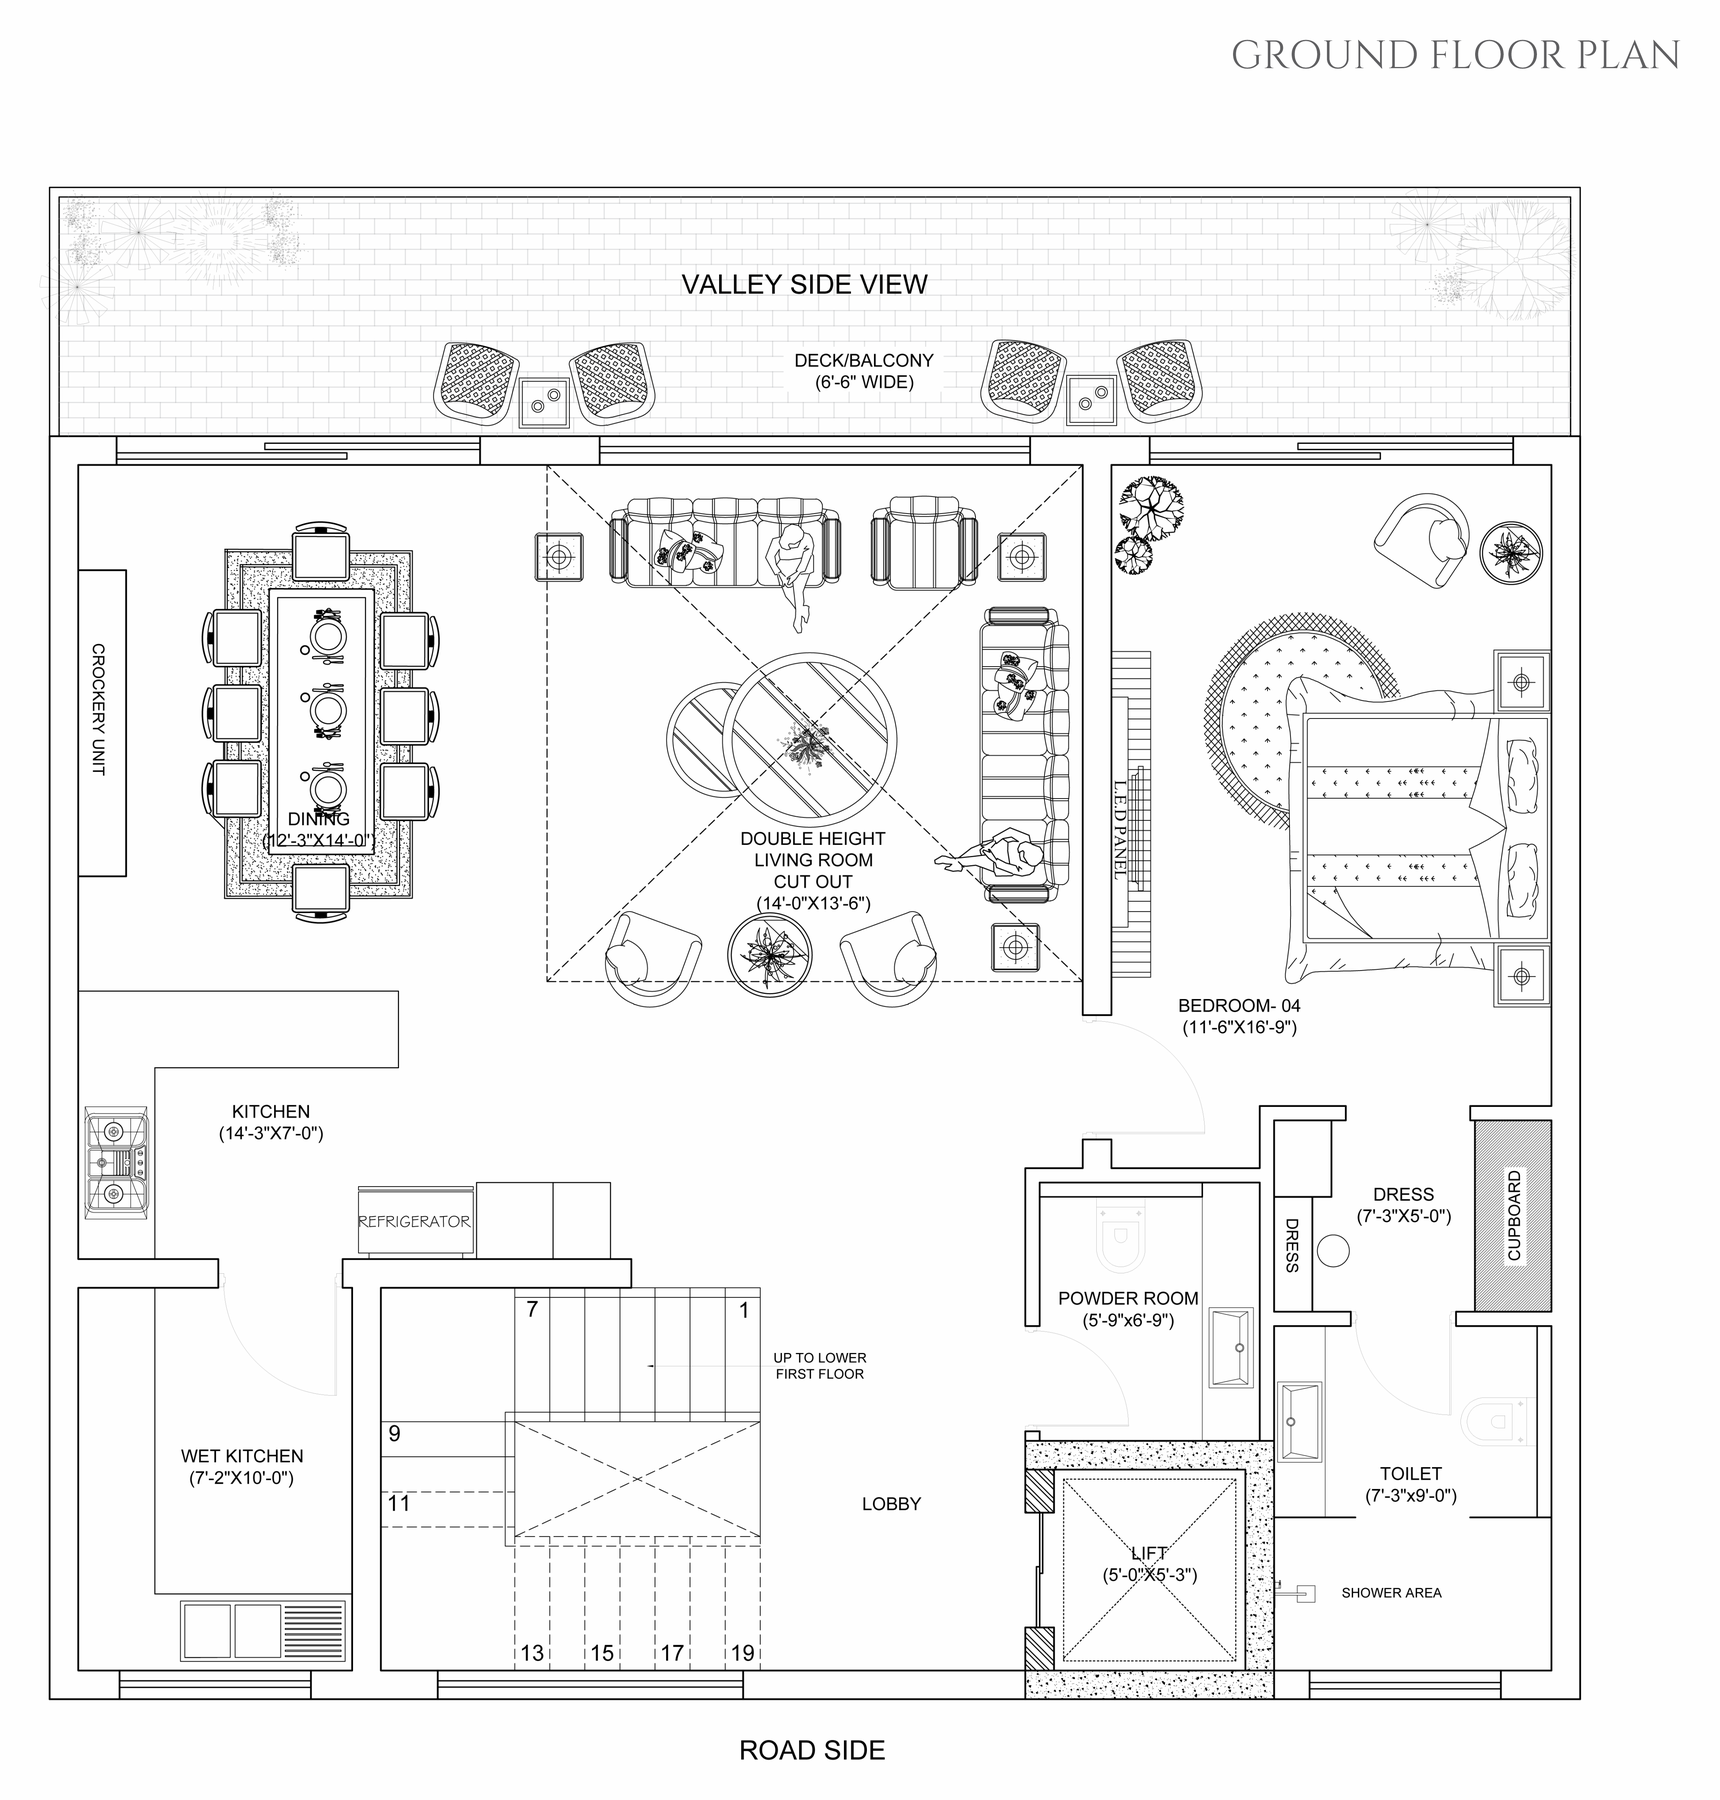 GROUND FLOOR PLAN
VALLEY SIDE VIEW
DECK/BALCONY
(6'-6" WIDE)
CROCKERY UNIT
DINING
(12'-3"X14'-0")
DOUBLE HEIGHT
LIVING ROOM
CUT OUT
(14'-0"X13'-6")
L.E.D PANEL
BEDROOM- 04
(11'-6"X16'-9")
KITCHEN
(14'-3"X7'-0")
REFRIGERATOR
DRESS
(7'-3"X5'-0")
DRESS
CUPBOARD
POWDER ROOM
(5'-9"x6'-9")
7
1
UP TO LOWER
FIRST FLOOR
9
11
WET KITCHEN
(7'-2"X10'-0")
LOBBY
TOILET
(7'-3"x9'-0")
LIFT
(5'-0"X5'-3")
SHOWER AREA
13
15
17
19
ROAD SIDE